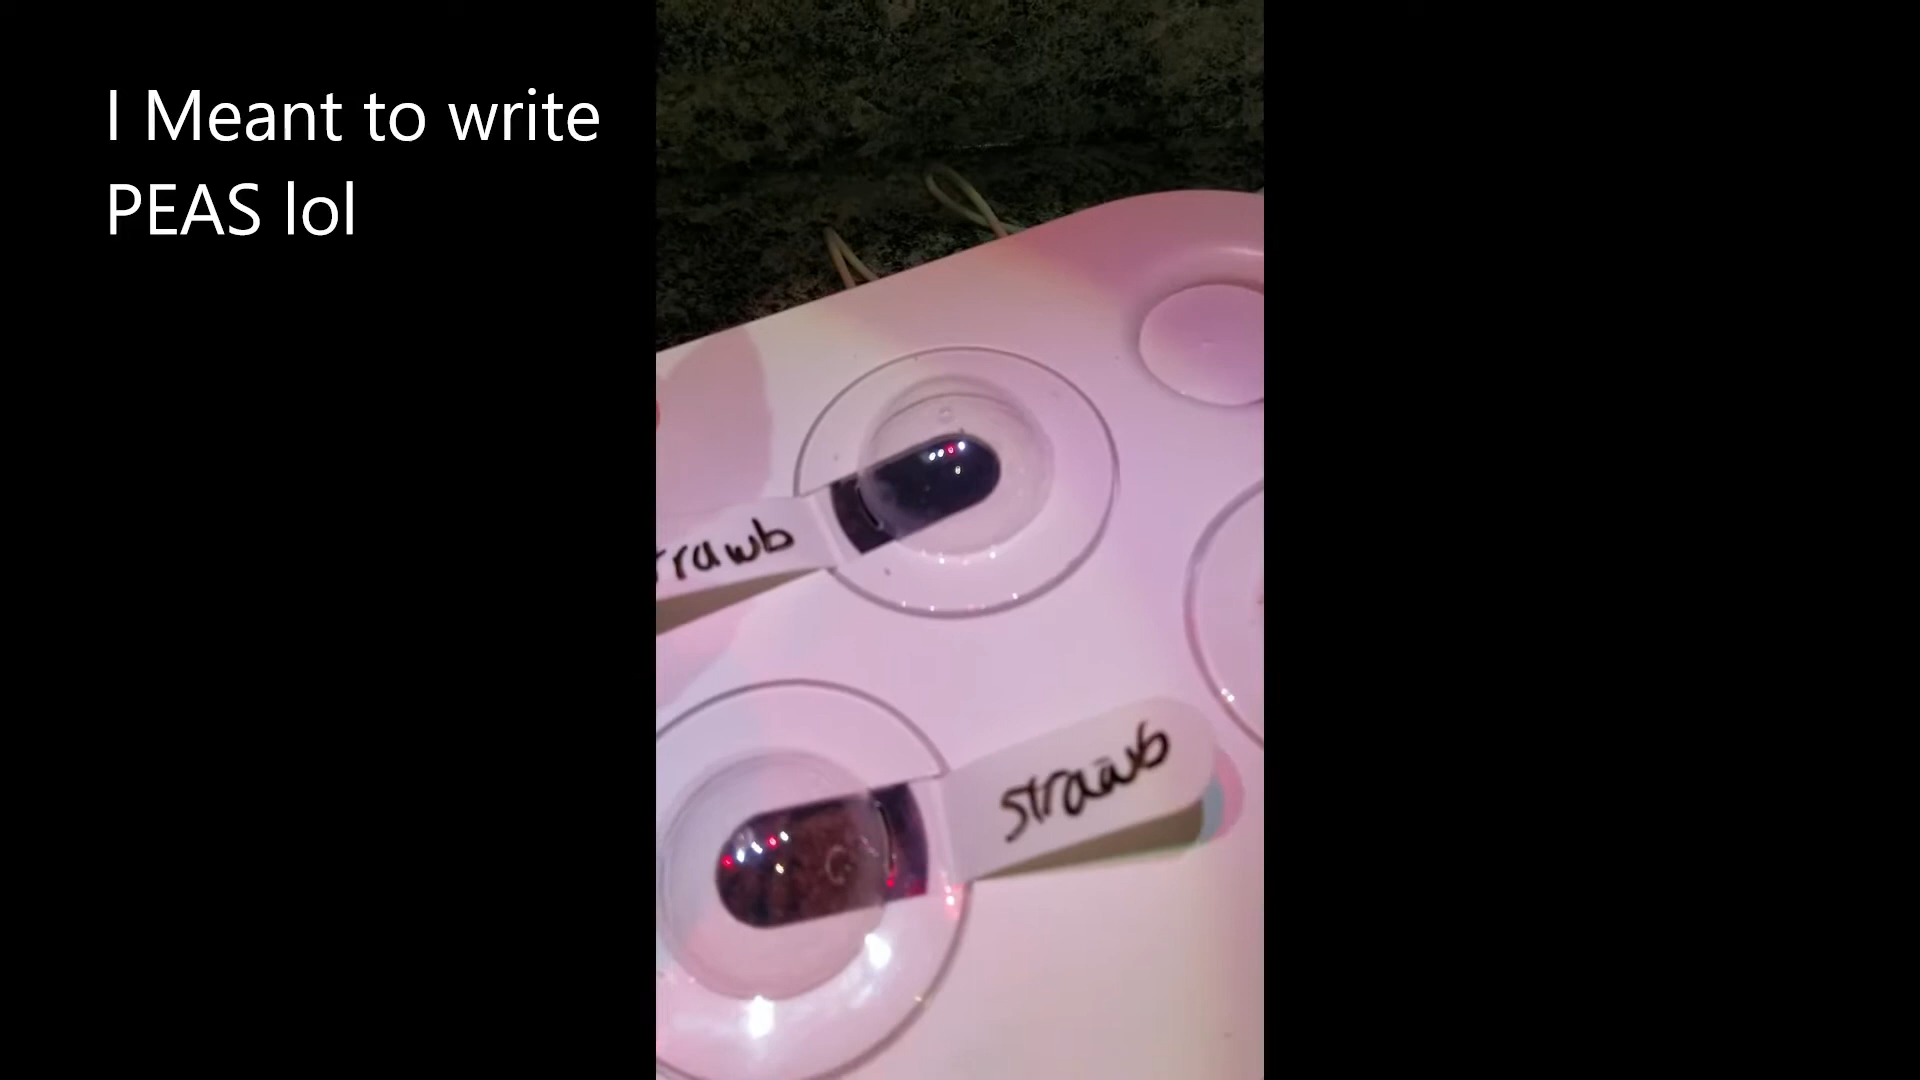 I Meant to write
PEAS lol
rawb
strawb